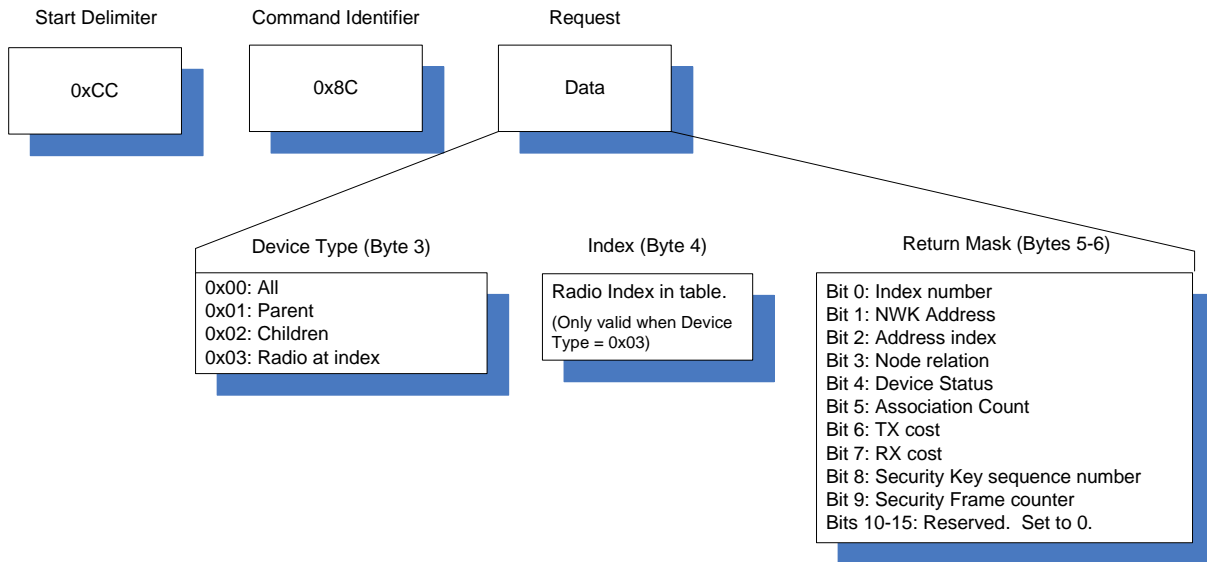 Start Delimiter
Command Identifier
Request
0xCC
0x8C
Data
Device Type (Byte 3)
0x00: All
0x01: Parent
0x02: Children
0x03: Radio at index
Index (Byte 4)
Radio Index in table.
(Only valid when Device
Type = 0x03)
Return Mask (Bytes 5-6)
Bit 0: Index number
Bit 1: NWK Address
Bit 2: Address index
Bit 3: Node relation
Bit 4: Device Status
Bit 5: Association Count
Bit 6: TX cost
Bit 7: RX cost
Bit 8: Security Key sequence number
Bit 9: Security Frame counter
Bits 10-15: Reserved.  Set to 0.